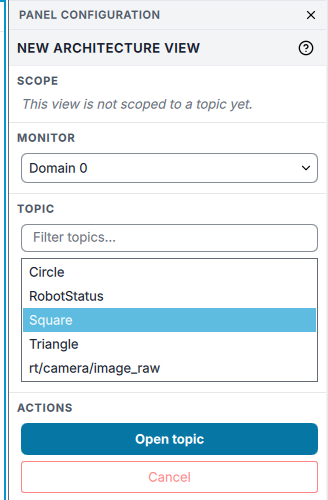 PANEL CONFIGURATION
NEW ARCHITECTURE VIEW
SCOPE
This view is not scoped to a topic yet.
MONITOR
Domain 0
TOPIC
Filter topics...
Circle
RobotStatus
Square
Triangle
rt/camera/image_raw
ACTIONS
Open topic
Cancel